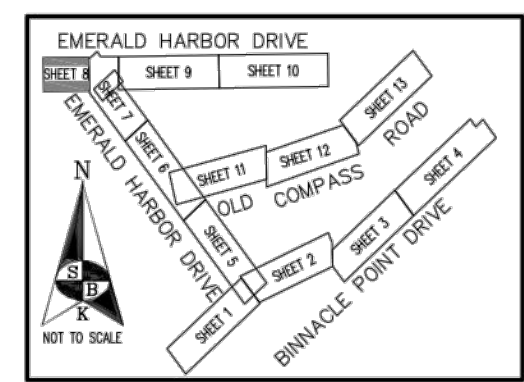 EMERALD HARBOR DRIVE
SHEET 8
SHEET 9
SHEET 10
SHEET 7
SHEET 13
EMERALD HARBOR DRIVE
SHEET 6
ROAD
SHEET 12
SHEET 4
SHEET 11
N
OLD COMPASS
SHEET 5
SHEET 3
SHEET 2
BINNACLE POINT DRIVE
S
B
K
SHEET 1
NOT TO SCALE